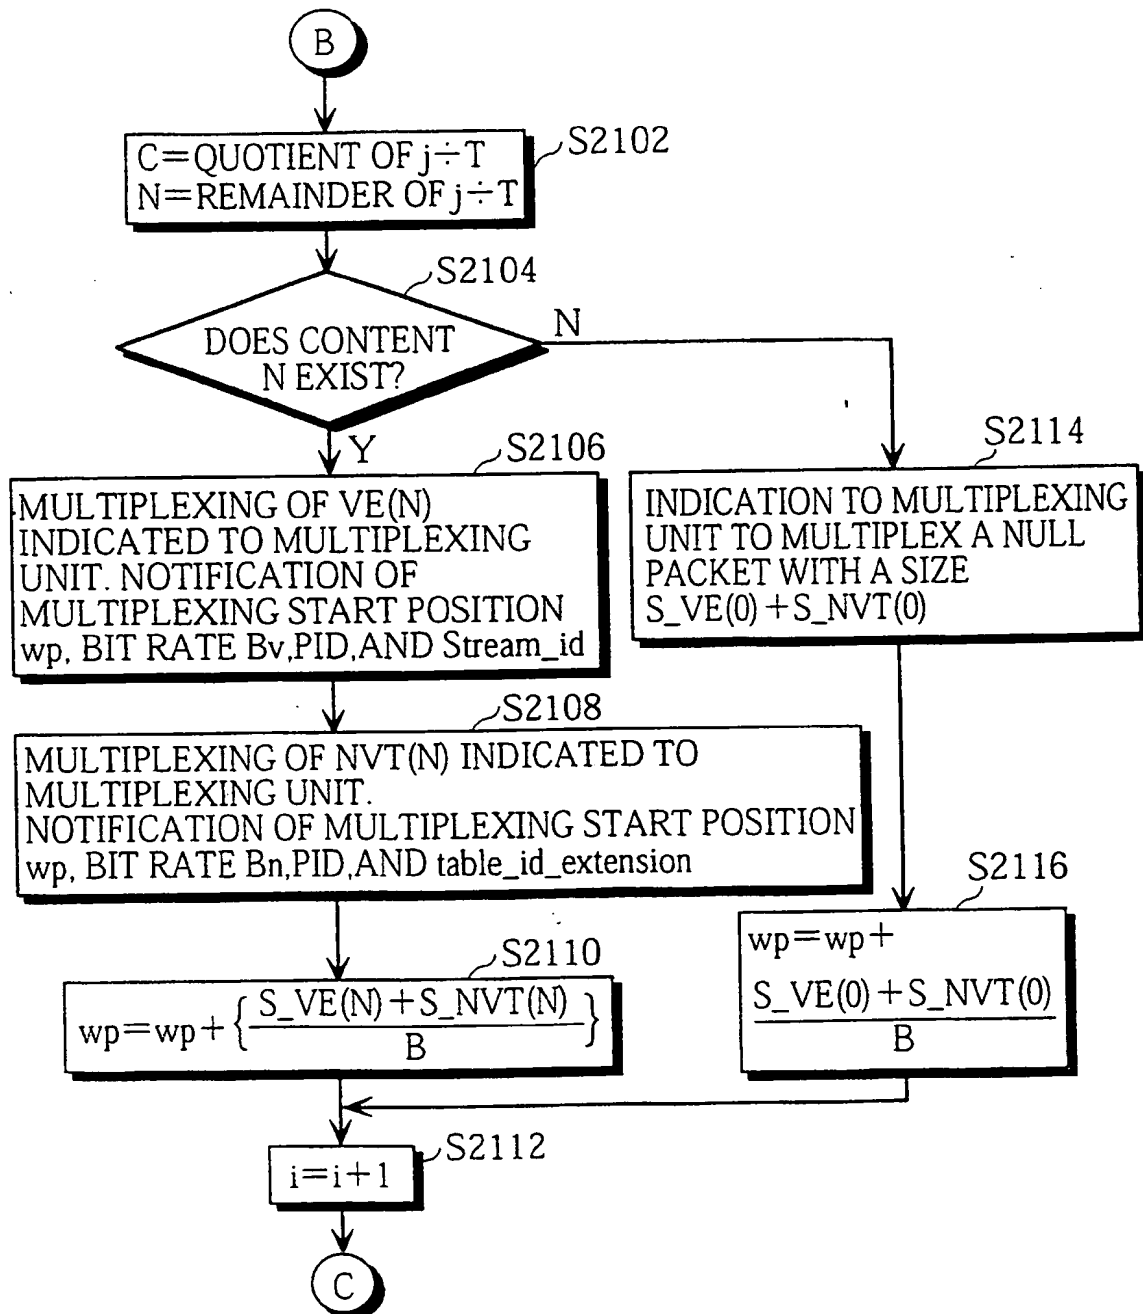 B
S2102
C=QUOTIENT OF j÷T
N=REMAINDER OF j÷T
S2104
DOES CONTENT
N EXIST?
N
Y
S2106
MULTIPLEXING OF VE(N)
INDICATED TO MULTIPLEXING
UNIT. NOTIFICATION OF
MULTIPLEXING START POSITION
wp, BIT RATE Bv,PID,AND Stream_id
S2114
INDICATION TO MULTIPLEXING
UNIT TO MULTIPLEX A NULL
PACKET WITH A SIZE
S_VE(0)+S_NVT(0)
S2108
MULTIPLEXING OF NVT(N) INDICATED TO
MULTIPLEXING UNIT.
NOTIFICATION OF MULTIPLEXING START POSITION
wp, BIT RATE Bn,PID,AND table_id_extension
S2110
wp=wp+{S_VE(N)+S_NVT(N)
B}
S2116
wp=wp+
S_VE(0)+S_NVT(0)
B
S2112
i=i+1
C